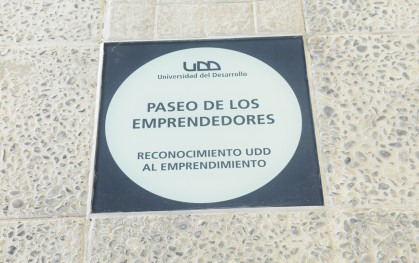 UDD
Universidad del Desarrollo
PASEO DE LOS
EMPRENDEDORES
RECONOCIMIENTO UDD
AL EMPRENDIMIENTO